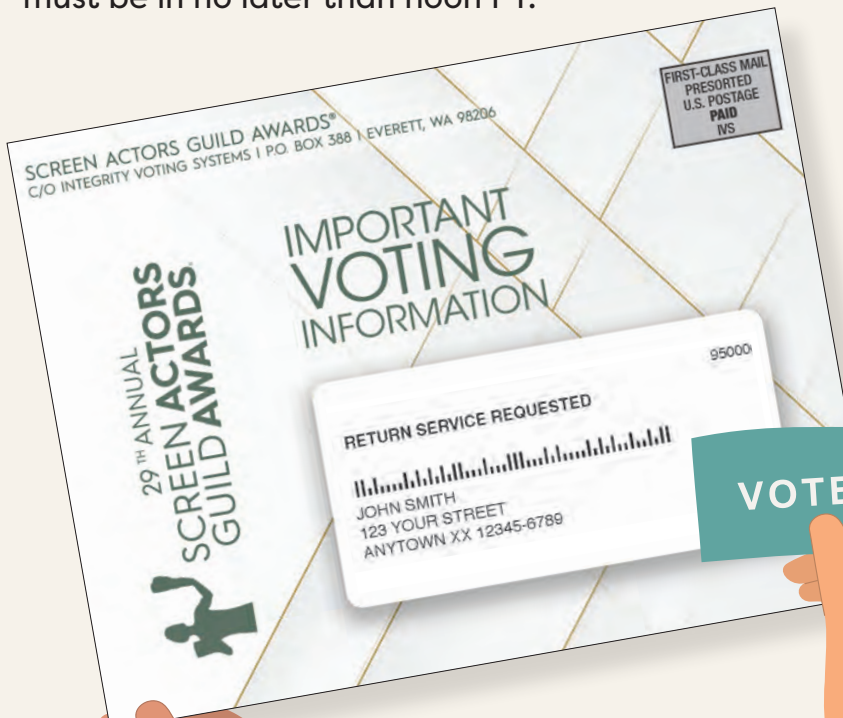 must be in no later than noon PT.
SCREEN ACTORS GUILD AWARDS®
C/O INTEGRITY VOTING SYSTEMS | P.O. BOX 388 | EVERETT, WA 98206
FIRST-CLASS MAIL
PRESORTED
U.S. POSTAGE
PAID
IVS
IMPORTANT
VOTING
INFORMATION
29TH ANNUAL
SCREEN ACTORS
GUILD AWARDS®
95000
RETURN SERVICE REQUESTED
JOHN SMITH
123 YOUR STREET
ANYTOWN XX 12345-6789
VOTE